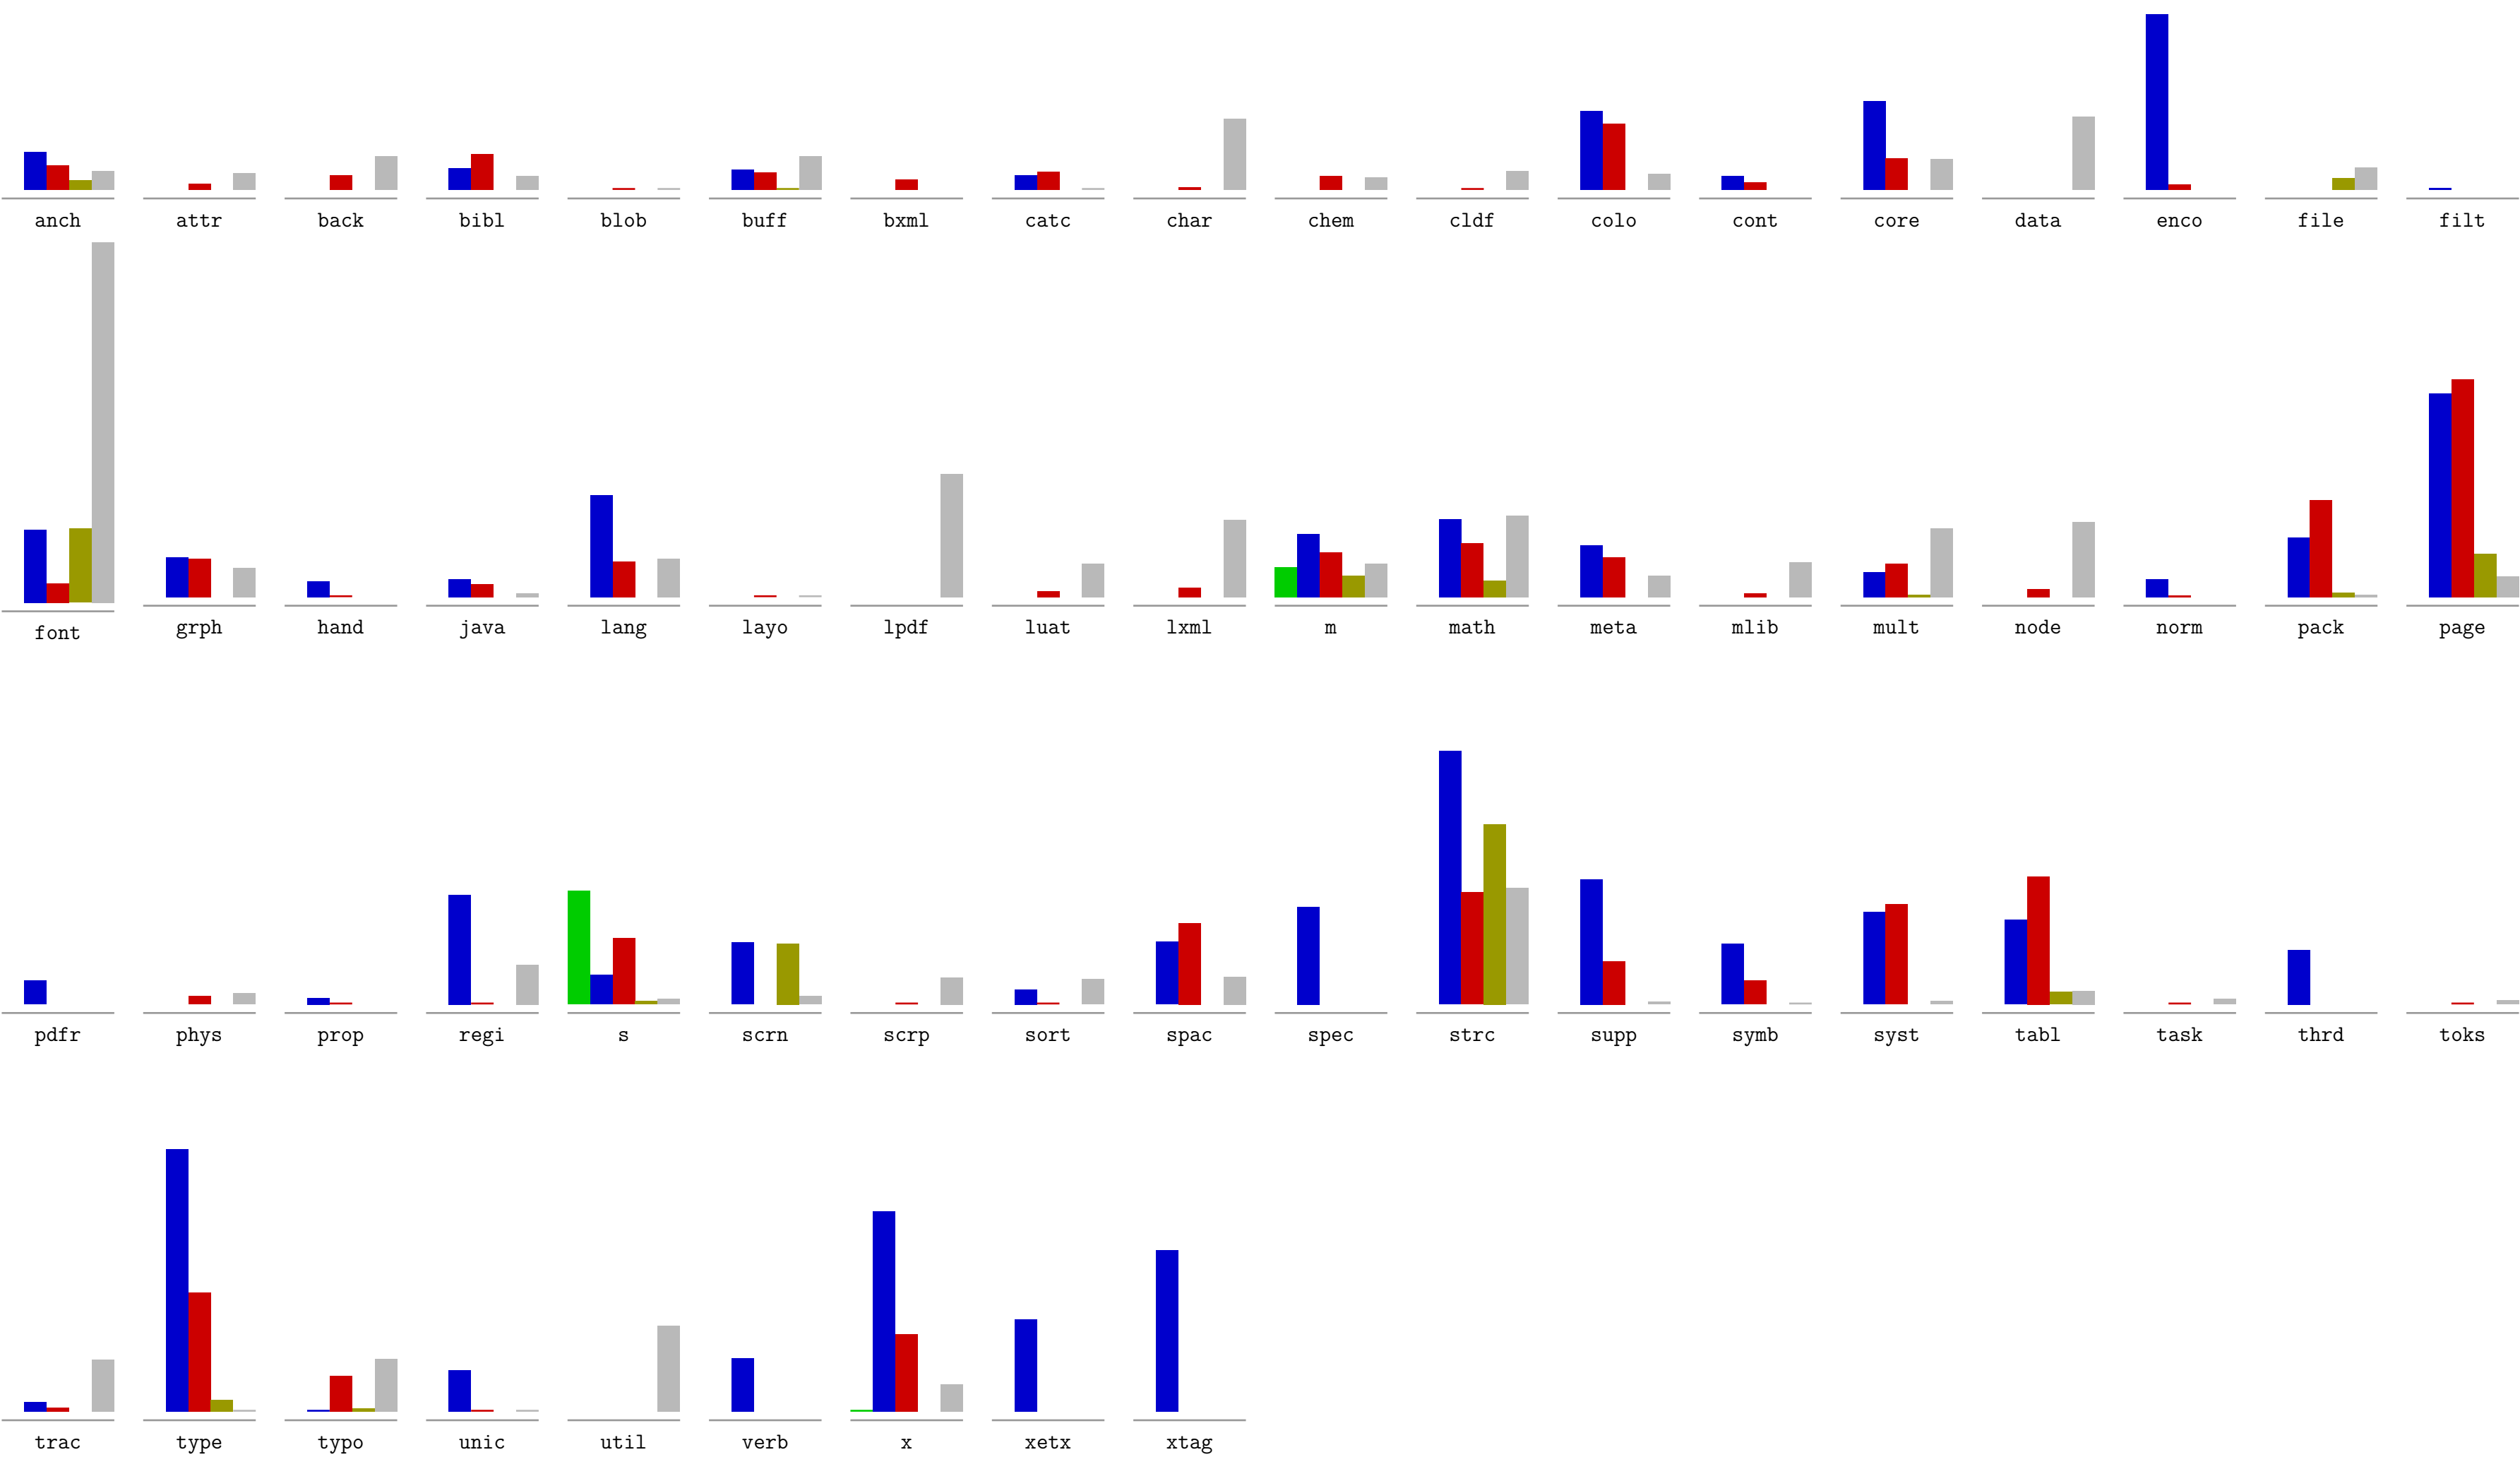 anch attr back bibl blob buff bxml catc char chem cldf colo cont core data enco file filt
font grph hand java lang layo lpdf luat lxml m math meta mlib mult node norm pack page
pdfr phys prop regi s scrn scrp sort spac spec strc supp symb syst tabl task thrd toks
trac type typo unic util verb x xetx xtag